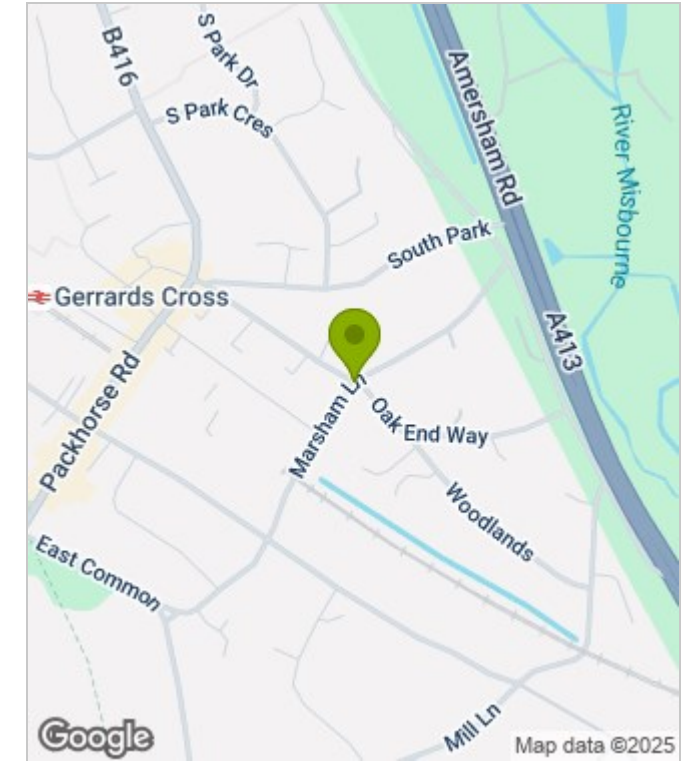 B416
S Park Dr
S Park Cres
Amersham Rd
River Misbourne
South Park
Gerrards Cross
A413
Packhorse Rd
Marsham Ln
Oak End Way
Woodlands
East Common
Mill Ln
Google
Map data ©2025